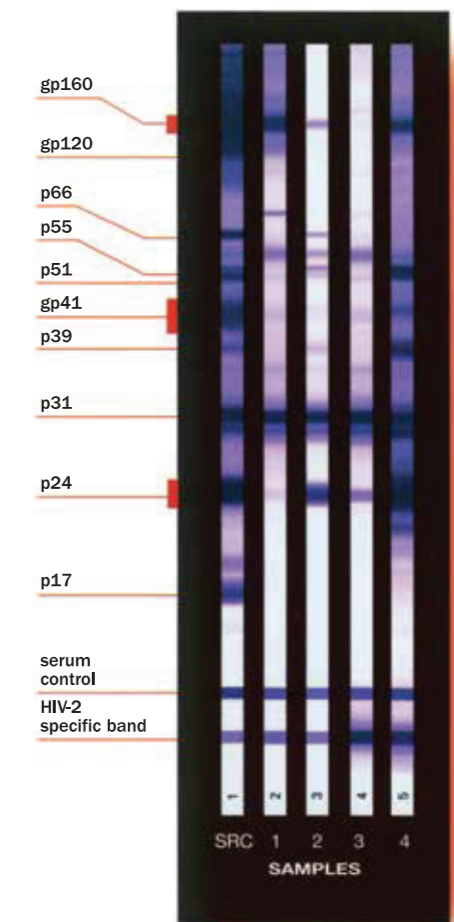 gp160
gp120
p66
p55
p51
gp41
p39
p31
p24
p17
serum
control
HIV-2
specific band
1 2 3 4 5
SRC 1 2 3 4
SAMPLES